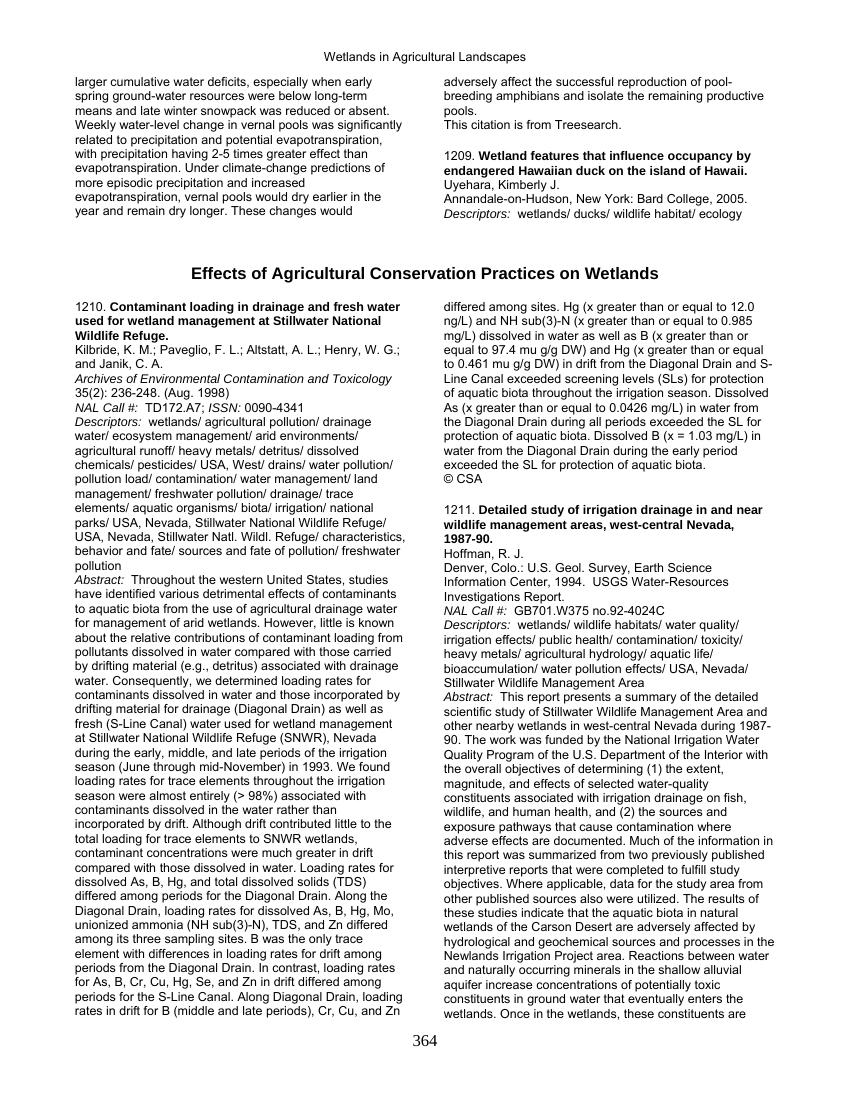 Wetlands in Agricultural Landscapes
larger cumulative water deficits, especially when early
spring ground-water resources were below long-term
means and late winter snowpack was reduced or absent.
Weekly water-level change in vernal pools was significantly
related to precipitation and potential evapotranspiration,
with precipitation having 2-5 times greater effect than
evapotranspiration. Under climate-change predictions of
more episodic precipitation and increased
evapotranspiration, vernal pools would dry earlier in the
year and remain dry longer. These changes would
adversely affect the successful reproduction of pool-
breeding amphibians and isolate the remaining productive
pools.
This citation is from Treesearch.
1209. Wetland features that influence occupancy by
endangered Hawaiian duck on the island of Hawaii.
Uyehara, Kimberly J.
Annandale-on-Hudson, New York: Bard College, 2005.
Descriptors: wetlands/ ducks/ wildlife habitat/ ecology
Effects of Agricultural Conservation Practices on Wetlands
1210. Contaminant loading in drainage and fresh water
used for wetland management at Stillwater National
Wildlife Refuge.
Kilbride, K. M.; Paveglio, F. L.; Altstatt, A. L.; Henry, W. G.;
and Janik, C. A.
Archives of Environmental Contamination and Toxicology
35(2): 236-248. (Aug. 1998)
NAL Call #: TD172.A7; ISSN: 0090-4341
Descriptors: wetlands/ agricultural pollution/ drainage
water/ ecosystem management/ arid environments/
agricultural runoff/ heavy metals/ detritus/ dissolved
chemicals/ pesticides/ USA, West/ drains/ water pollution/
pollution load/ contamination/ water management/ land
management/ freshwater pollution/ drainage/ trace
elements/ aquatic organisms/ biota/ irrigation/ national
parks/ USA, Nevada, Stillwater National Wildlife Refuge/
USA, Nevada, Stillwater Natl. Wildl. Refuge/ characteristics,
behavior and fate/ sources and fate of pollution/ freshwater
pollution
Abstract: Throughout the western United States, studies
have identified various detrimental effects of contaminants
to aquatic biota from the use of agricultural drainage water
for management of arid wetlands. However, little is known
about the relative contributions of contaminant loading from
pollutants dissolved in water compared with those carried
by drifting material (e.g., detritus) associated with drainage
water. Consequently, we determined loading rates for
contaminants dissolved in water and those incorporated by
drifting material for drainage (Diagonal Drain) as well as
fresh (S-Line Canal) water used for wetland management
at Stillwater National Wildlife Refuge (SNWR), Nevada
during the early, middle, and late periods of the irrigation
season (June through mid-November) in 1993. We found
loading rates for trace elements throughout the irrigation
season were almost entirely (> 98%) associated with
contaminants dissolved in the water rather than
incorporated by drift. Although drift contributed little to the
total loading for trace elements to SNWR wetlands,
contaminant concentrations were much greater in drift
compared with those dissolved in water. Loading rates for
dissolved As, B, Hg, and total dissolved solids (TDS)
differed among periods for the Diagonal Drain. Along the
Diagonal Drain, loading rates for dissolved As, B, Hg, Mo,
unionized ammonia (NH sub(3)-N), TDS, and Zn differed
among its three sampling sites. B was the only trace
element with differences in loading rates for drift among
periods from the Diagonal Drain. In contrast, loading rates
for As, B, Cr, Cu, Hg, Se, and Zn in drift differed among
periods for the S-Line Canal. Along Diagonal Drain, loading
rates in drift for B (middle and late periods), Cr, Cu, and Zn
differed among sites. Hg (x greater than or equal to 12.0
ng/L) and NH sub(3)-N (x greater than or equal to 0.985
mg/L) dissolved in water as well as B (x greater than or
equal to 97.4 mu g/g DW) and Hg (x greater than or equal
to 0.461 mu g/g DW) in drift from the Diagonal Drain and S-
Line Canal exceeded screening levels (SLs) for protection
of aquatic biota throughout the irrigation season. Dissolved
As (x greater than or equal to 0.0426 mg/L) in water from
the Diagonal Drain during all periods exceeded the SL for
protection of aquatic biota. Dissolved B (x = 1.03 mg/L) in
water from the Diagonal Drain during the early period
exceeded the SL for protection of aquatic biota.
© CSA
1211. Detailed study of irrigation drainage in and near
wildlife management areas, west-central Nevada,
1987-90.
Hoffman, R. J.
Denver, Colo.: U.S. Geol. Survey, Earth Science
Information Center, 1994. USGS Water-Resources
Investigations Report.
NAL Call #: GB701.W375 no.92-4024C
Descriptors: wetlands/ wildlife habitats/ water quality/
irrigation effects/ public health/ contamination/ toxicity/
heavy metals/ agricultural hydrology/ aquatic life/
bioaccumulation/ water pollution effects/ USA, Nevada/
Stillwater Wildlife Management Area
Abstract: This report presents a summary of the detailed
scientific study of Stillwater Wildlife Management Area and
other nearby wetlands in west-central Nevada during 1987-
90. The work was funded by the National Irrigation Water
Quality Program of the U.S. Department of the Interior with
the overall objectives of determining (1) the extent,
magnitude, and effects of selected water-quality
constituents associated with irrigation drainage on fish,
wildlife, and human health, and (2) the sources and
exposure pathways that cause contamination where
adverse effects are documented. Much of the information in
this report was summarized from two previously published
interpretive reports that were completed to fulfill study
objectives. Where applicable, data for the study area from
other published sources also were utilized. The results of
these studies indicate that the aquatic biota in natural
wetlands of the Carson Desert are adversely affected by
hydrological and geochemical sources and processes in the
Newlands Irrigation Project area. Reactions between water
and naturally occurring minerals in the shallow alluvial
aquifer increase concentrations of potentially toxic
constituents in ground water that eventually enters the
wetlands. Once in the wetlands, these constituents are
364